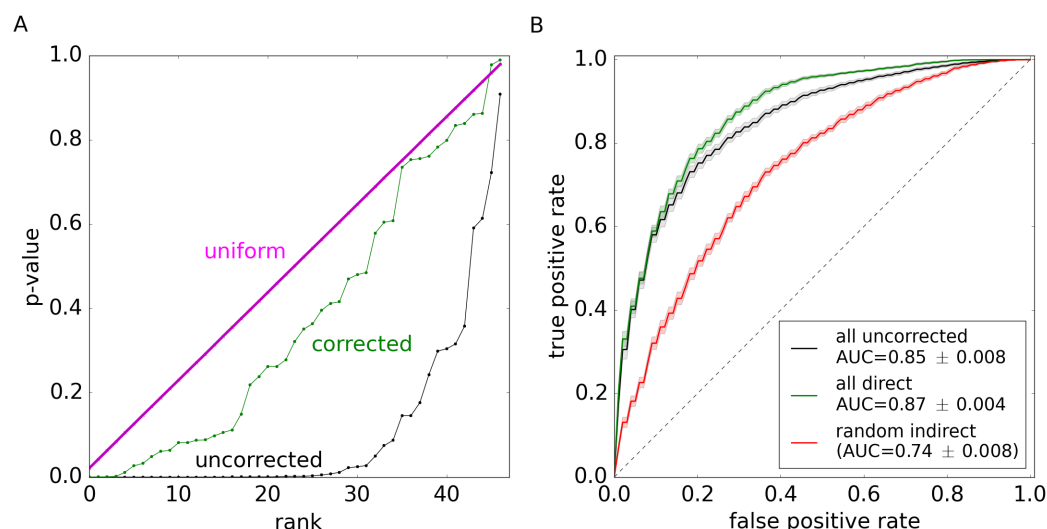 A
1.0
0.8
0.6
0.4
0.2
0.0
p-value
uniform
corrected
uncorrected
0
10
20
30
40
rank
B
1.0
0.8
0.6
0.4
0.2
0.0
true positive rate
all uncorrected
AUC=0.85 ± 0.008
all direct
AUC=0.87 ± 0.004
random indirect
(AUC=0.74 ± 0.008)
0.0
0.2
0.4
0.6
0.8
1.0
false positive rate